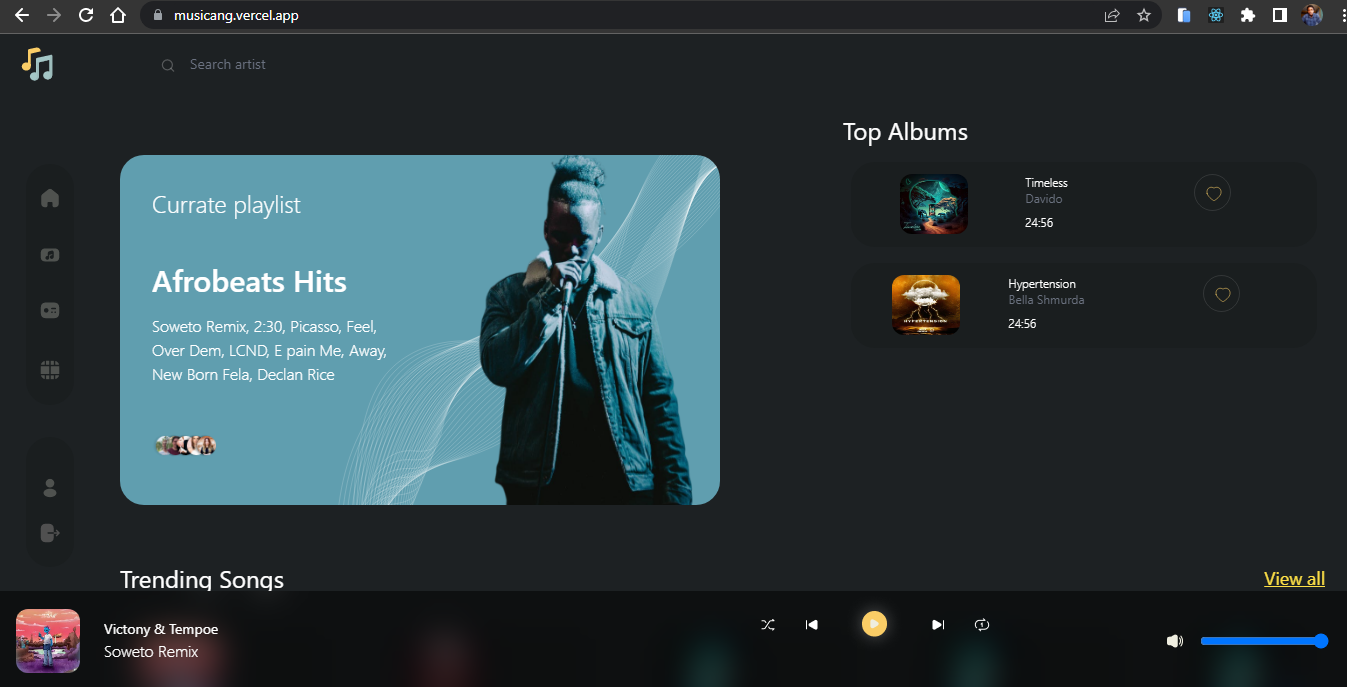 musicang.vercel.app
Search artist
Top Albums
Timeless
Davido
24:56
Hypertension
Bella Shmurda
24:56
Currate playlist
Afrobeats Hits
Soweto Remix, 2:30, Picasso, Feel,
Over Dem, LCND, E pain Me, Away,
New Born Fela, Declan Rice
HYPERTENSION
Trending Songs
View all
Victony & Tempoe
Soweto Remix